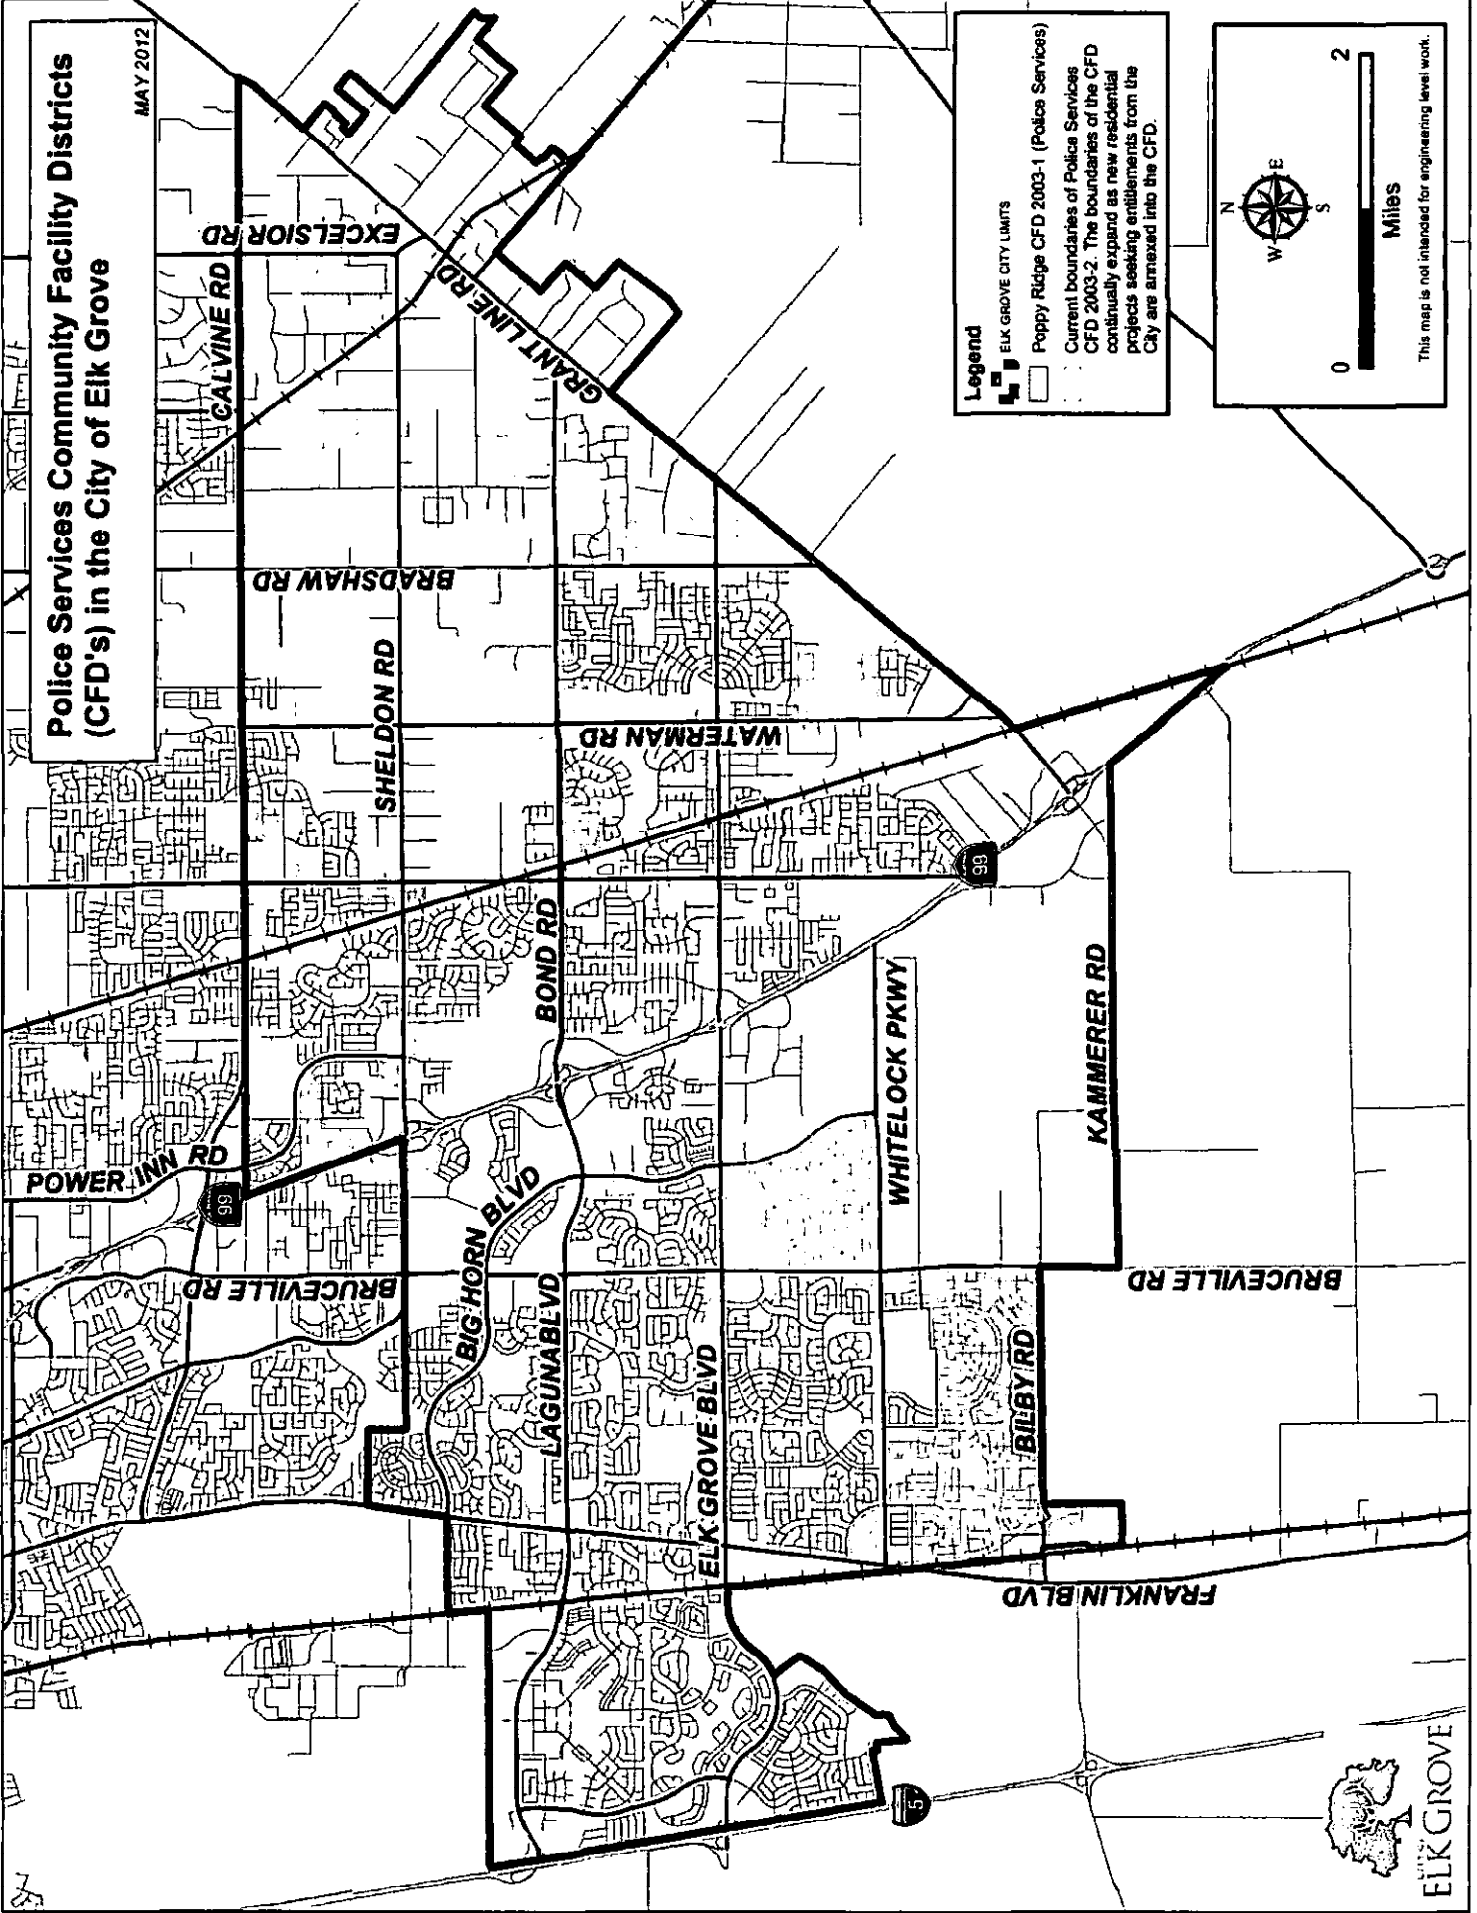 Police Services Community Facility Districts
(CFD's) in the City of Elk Grove
MAY 2012
POWER INN RD
99
CALVINE RD
EXCELSIOR RD
BRUCEVILLE RD
SHELDON RD
BRADSHAW RD
BIG HORN BLVD
GRANT LINE RD
LAGUNA BLVD
BOND RD
WATERMAN RD
ELK GROVE BLVD
WHITELOCK PKWY
99
BILBY RD
KAMMERER RD
FRANKLIN BLVD
BRUCEVILLE RD
5
Legend
ELK GROVE CITY LIMITS
Poppy Ridge CFD 2003-1 (Police Services)
Current boundaries of Police Services
CFD 2003-2. The boundaries of the CFD
continually expand as new residential
projects seeking entitlements from the
City are annexed into the CFD.
N
W
E
S
0
2
Miles
This map is not intended for engineering level work.
ELK GROVE